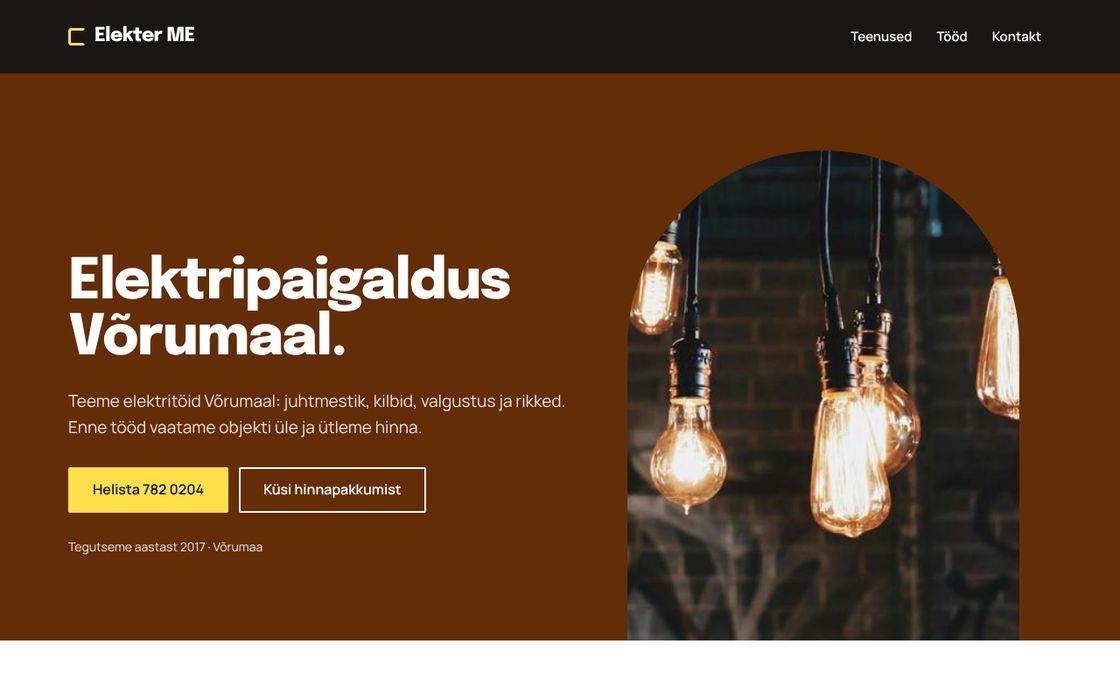 Elekter ME
Teenused
Tööd
Kontakt
Elektripaigaldus
Võrumaal.
Teeme elektritöid Võrumaal: juhtmestik, kilbid, valgustus ja rikked.
Enne tööd vaatame objekti üle ja ütleme hinna.
Helista 782 0204
Küsi hinnapakkumist
Tegutseme aastast 2017 · Võrumaa